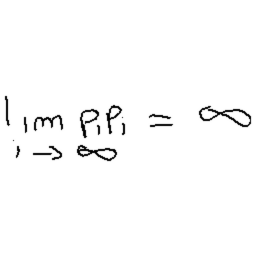 lim pᵢpᵢ = ∞
i → ∞